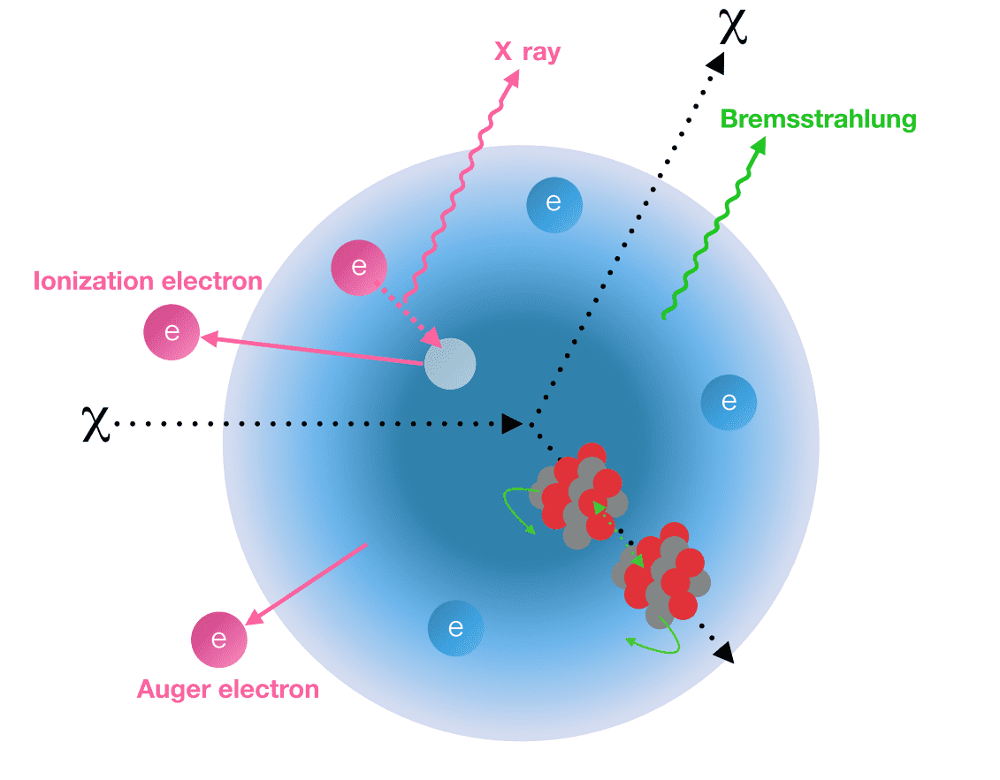 χ
X ray
Bremsstrahlung
e
e
Ionization electron
e
e
χ
e
e
Auger electron